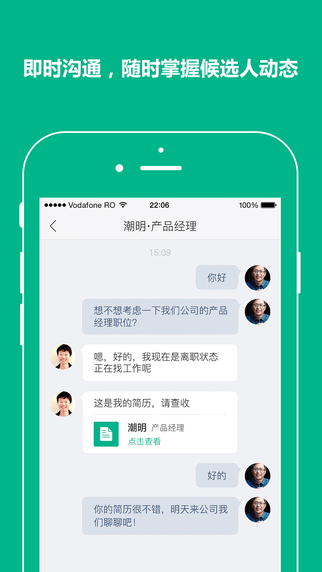 即时沟通，随时掌握候选人动态
Vodafone RO
22:06
100%
潮明·产品经理
15:09
你好
想不想考虑一下我们公司的产品
经理职位？
嗯，好的，我现在是离职状态
正在找工作呢
这是我的简历，请查收
潮明 产品经理
点击查看
好的
你的简历很不错，明天来公司我
们聊聊吧！